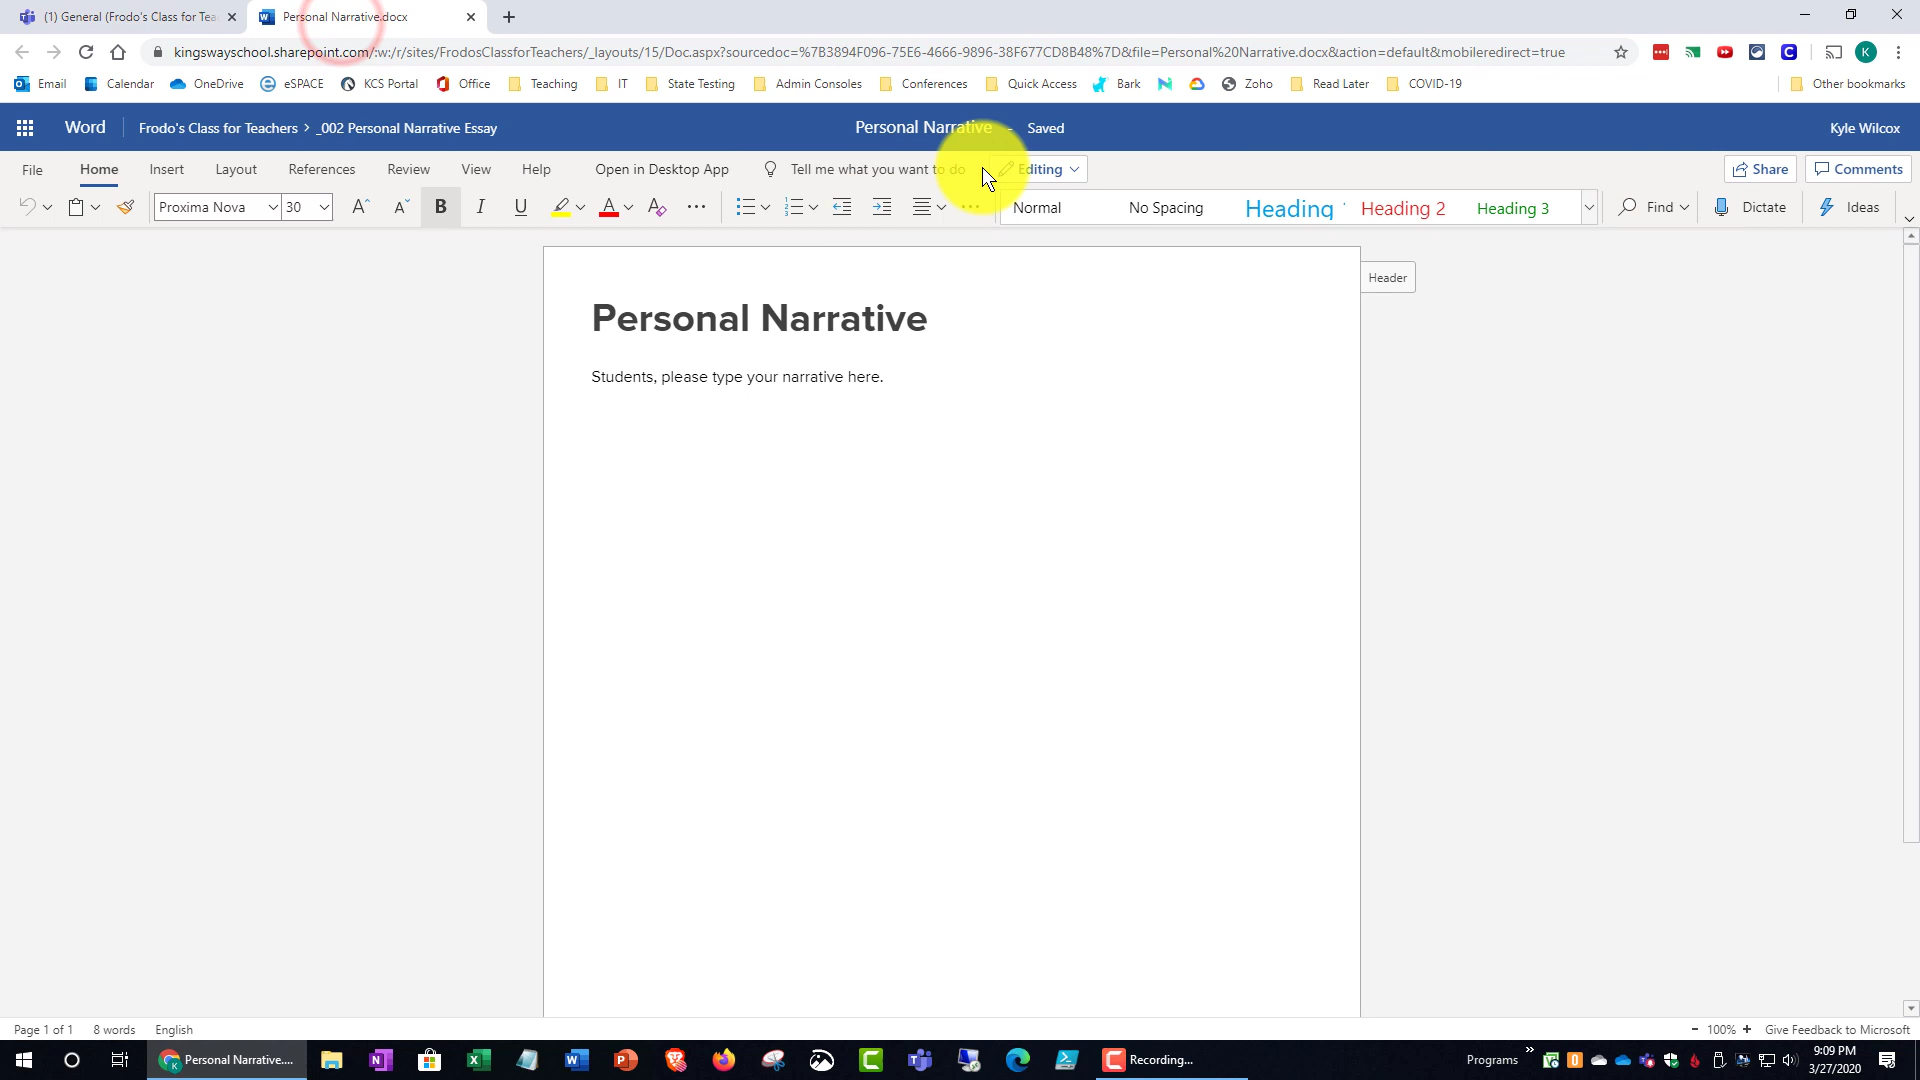 (1) General (Frodo's Class for Tea
Personal Narrative.docx
kingswayschool.sharepoint.com/:w:/r/sites/FrodosClassforTeachers/_layouts/15/Doc.aspx?sourcedoc=%7B3894F096-75E6-4666-9896-38F677CD8B48%7D&file=Personal%20Narrative.docx&action=default&mobileredirect=true
K
Email Calendar OneDrive eSPACE KCS Portal Office Teaching IT State Testing Admin Consoles Conferences Quick Access Bark Zoho Read Later COVID-19 Other bookmarks
Word Frodo's Class for Teachers > _002 Personal Narrative Essay Personal Narrative - Saved Kyle Wilcox
File Home Insert Layout References Review View Help Open in Desktop App Tell me what you want to do Editing Share Comments
Proxima Nova 30 A A B I U A A Normal No Spacing Heading Heading 2 Heading 3 Find Dictate Ideas
Header
Personal Narrative
Students, please type your narrative here.
Page 1 of 1 8 words English - 100% + Give Feedback to Microsoft
Personal Narrative.... Recording... Programs 9:09 PM
3/27/2020